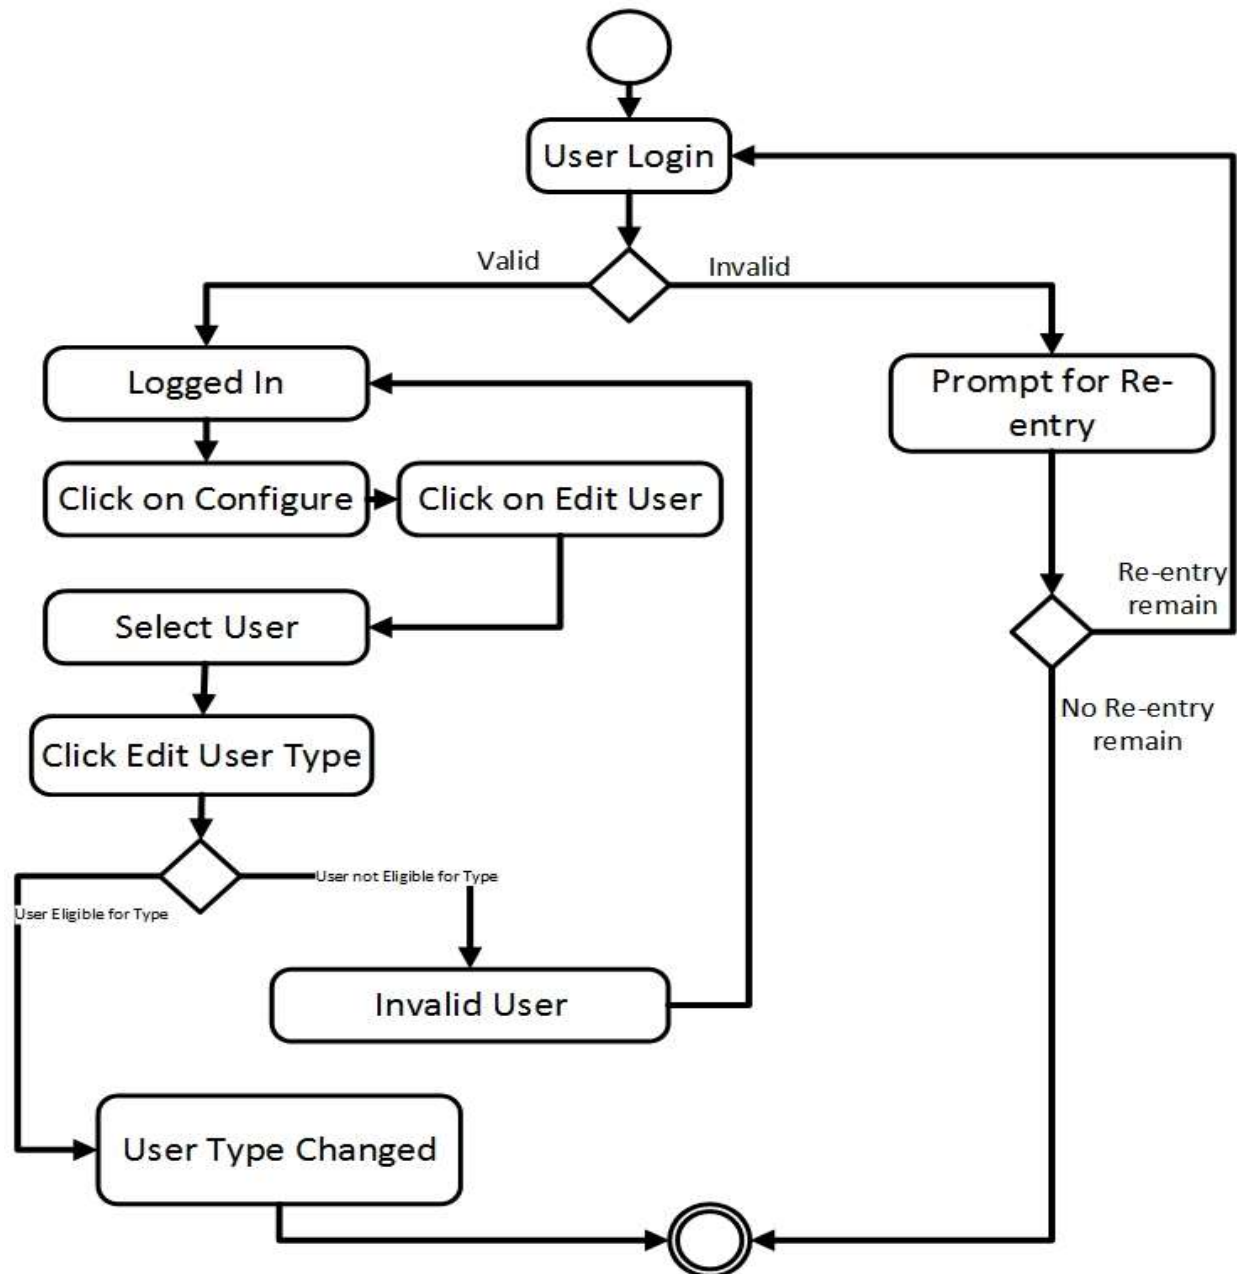 User Login
Valid
Invalid
Logged In
Prompt for Re-
entry
Click on Configure
Click on Edit User
Re-entry
remain
Select User
No Re-entry
remain
Click Edit User Type
User not Eligible for Type
User Eligible for Type
Invalid User
User Type Changed